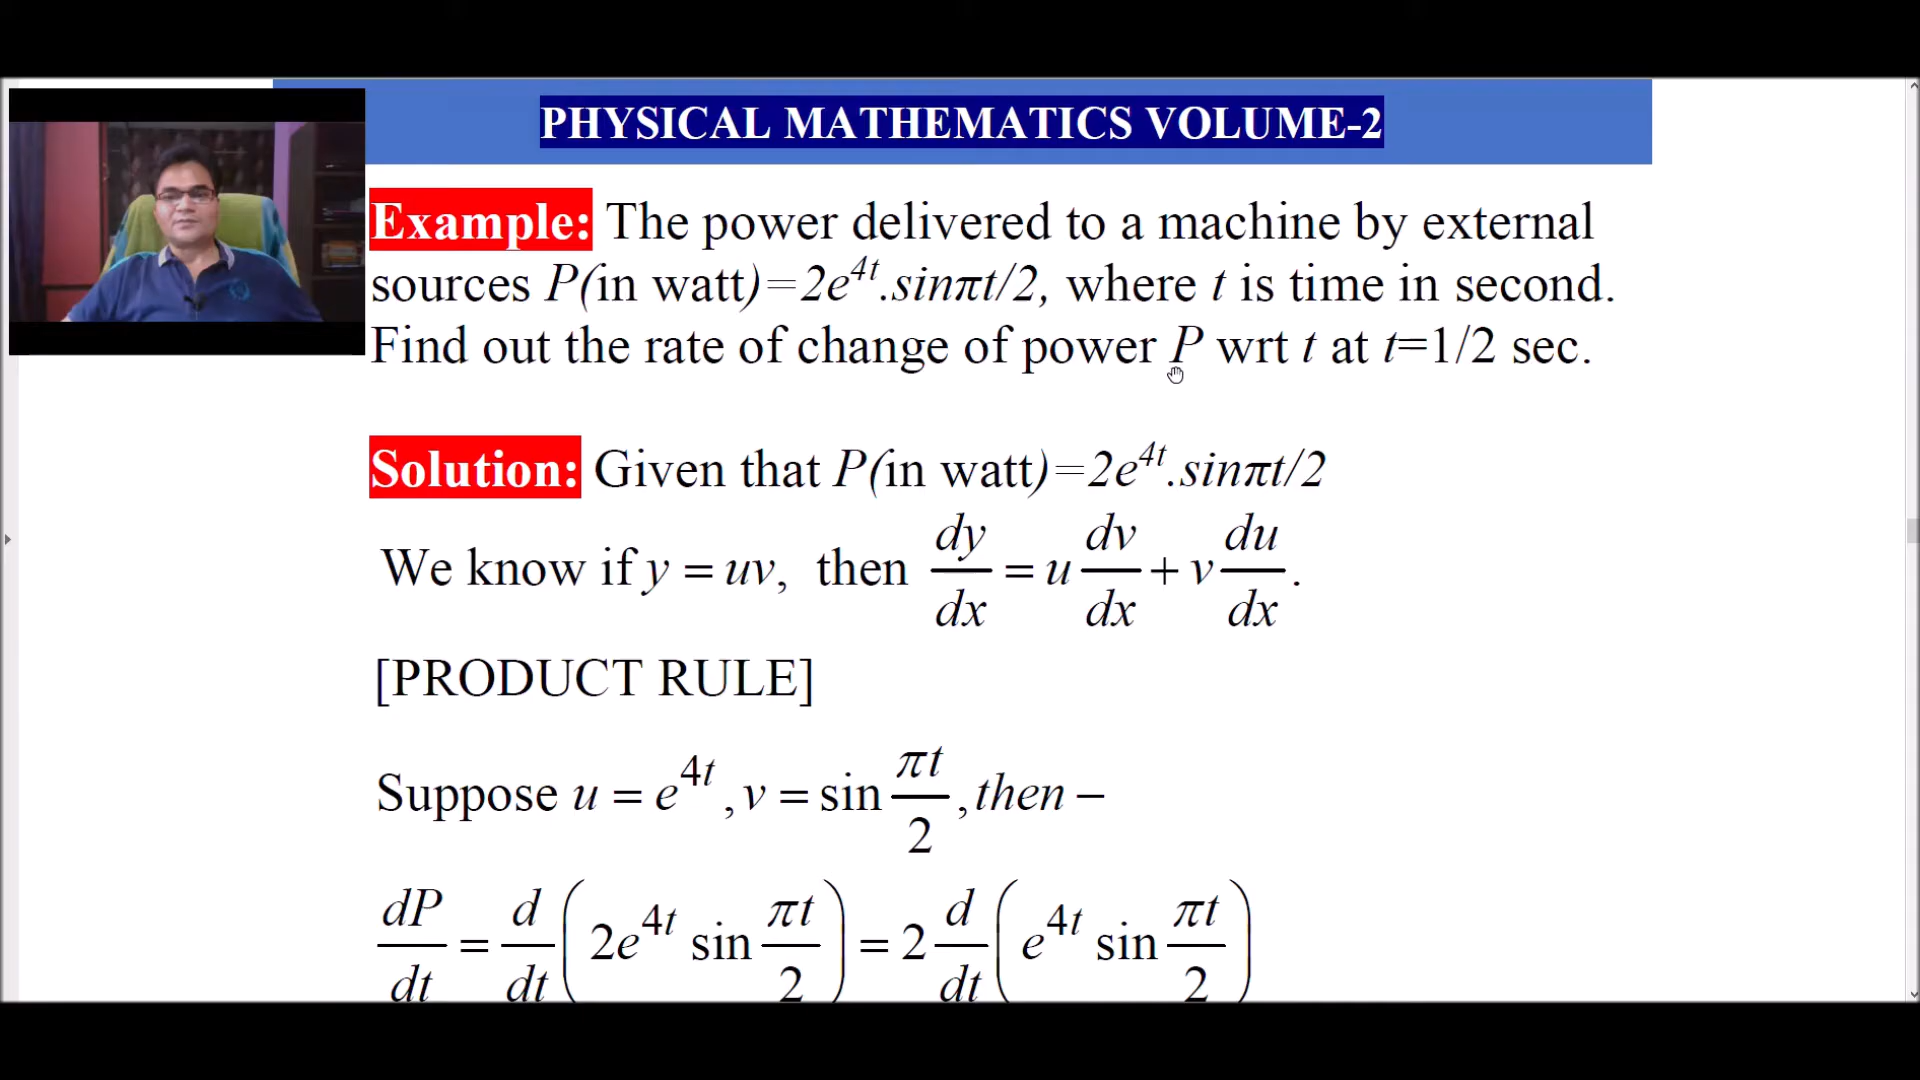 PHYSICAL MATHEMATICS VOLUME-2
Example: The power delivered to a machine by external
sources P(in watt)=2e^{4t}.sinπt/2, where t is time in second.
Find out the rate of change of power P wrt t at t=1/2 sec.
Solution: Given that P(in watt)=2e^{4t}.sinπt/2
We know if y = uv, then dy/dx = u dv/dx + v du/dx.
[PRODUCT RULE]
Suppose u = e^{4t}, v = sin πt/2, then –
dP/dt = d/dt (2e^{4t} sin πt/2) = 2 d/dt (e^{4t} sin πt/2)